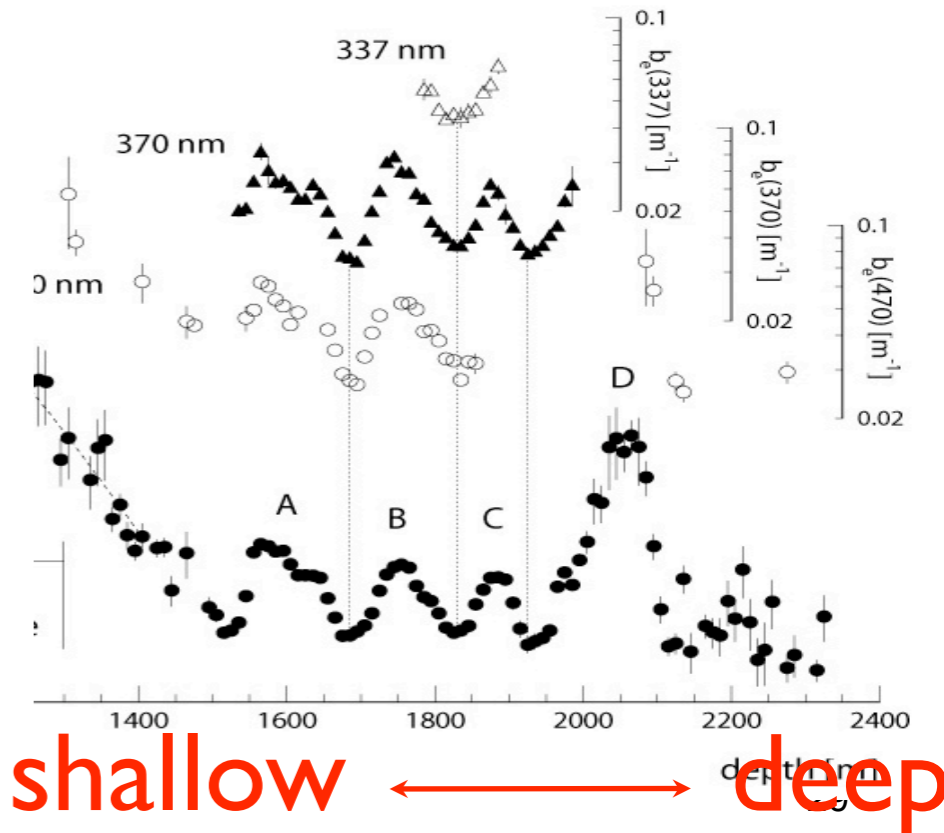 337 nm
0.1
b_e(337) [m⁻¹]
0.02
370 nm
0.1
b_e(370) [m⁻¹]
0.02
0 nm
0.1
b_e(470) [m⁻¹]
0.02
D
A
B
C
e
1400
1600
1800
2000
2200
2400
depth [m]
shallow
deep